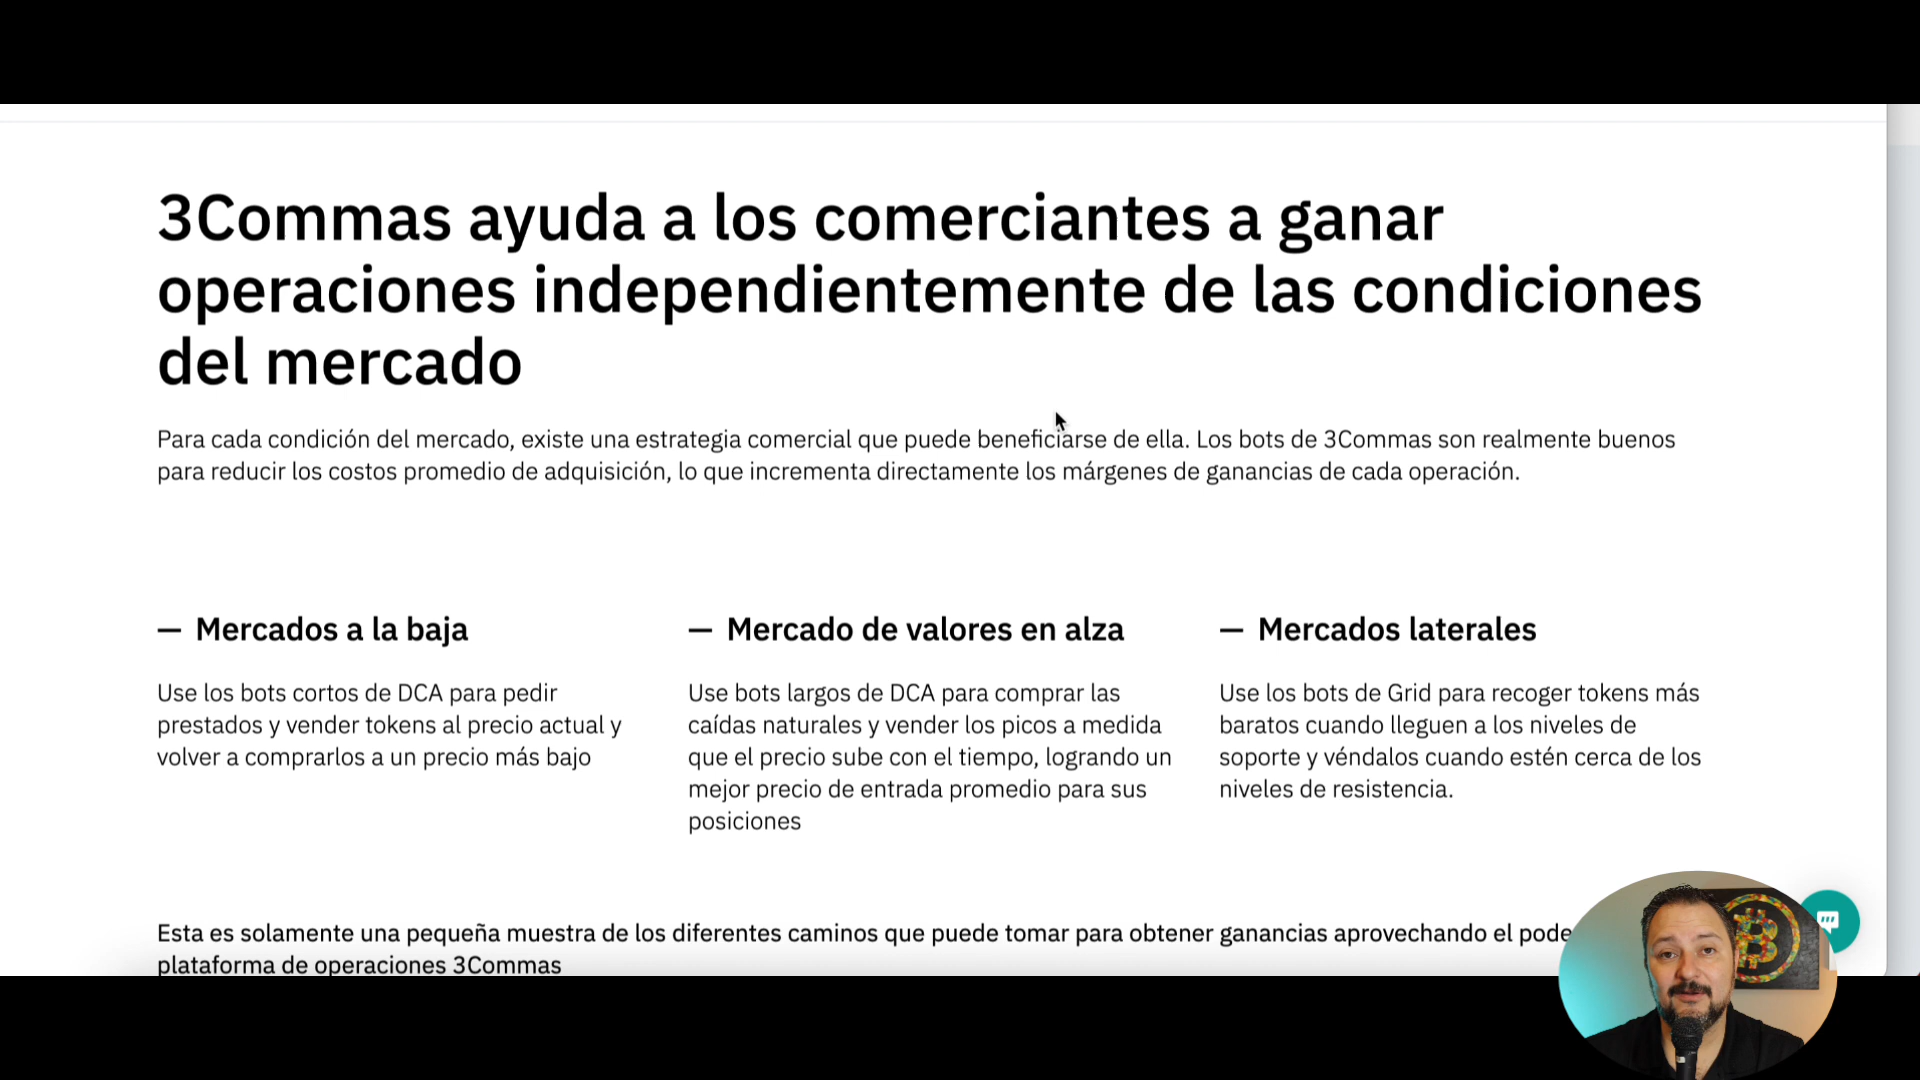 3Commas ayuda a los comerciantes a ganar
operaciones independientemente de las condiciones
del mercado
Para cada condición del mercado, existe una estrategia comercial que puede beneficiarse de ella. Los bots de 3Commas son realmente buenos
para reducir los costos promedio de adquisición, lo que incrementa directamente los márgenes de ganancias de cada operación.
— Mercados a la baja
Use los bots cortos de DCA para pedir
prestados y vender tokens al precio actual y
volver a comprarlos a un precio más bajo
— Mercado de valores en alza
Use bots largos de DCA para comprar las
caídas naturales y vender los picos a medida
que el precio sube con el tiempo, logrando un
mejor precio de entrada promedio para sus
posiciones
— Mercados laterales
Use los bots de Grid para recoger tokens más
baratos cuando lleguen a los niveles de
soporte y véndalos cuando estén cerca de los
niveles de resistencia.
Esta es solamente una pequeña muestra de los diferentes caminos que puede tomar para obtener ganancias aprovechando el pode
plataforma de operaciones 3Commas